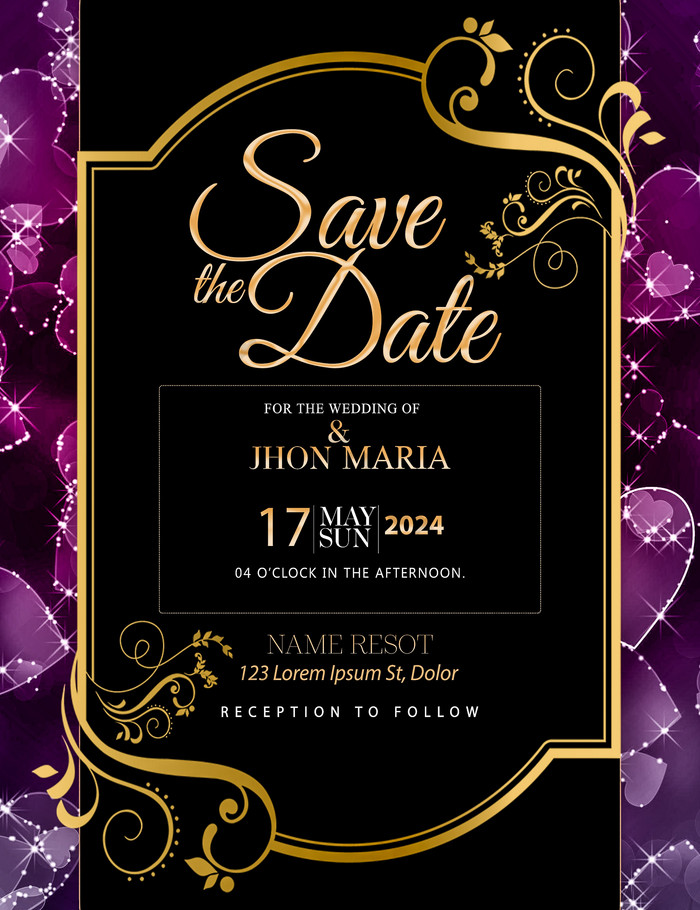 Save
the Date
FOR THE WEDDING OF
&
JHON MARIA
17 MAY SUN 2024
04 O'CLOCK IN THE AFTERNOON.
NAME RESOT
123 Lorem Ipsum St, Dolor
RECEPTION TO FOLLOW